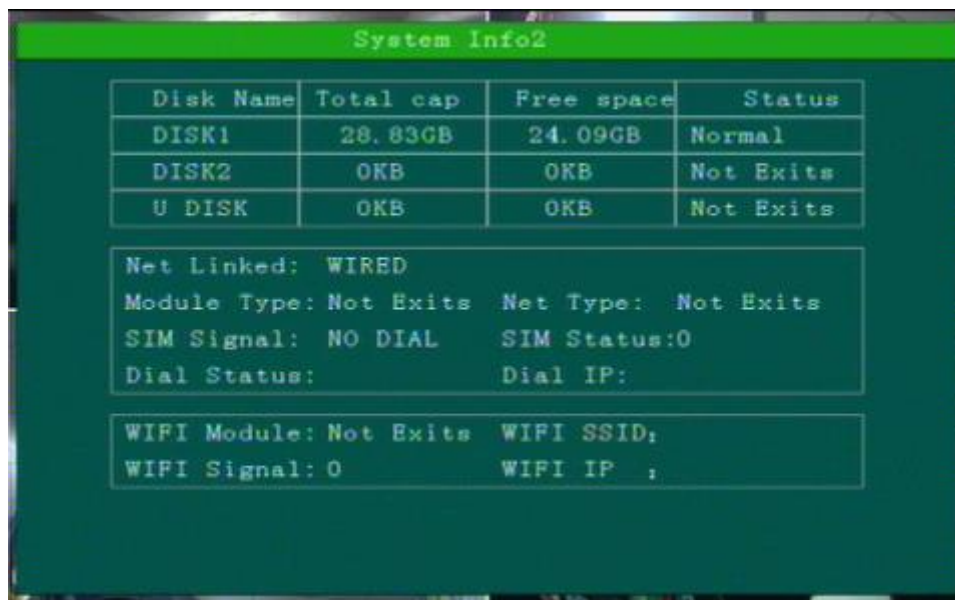 System Info2
Disk Name Total cap Free space Status
DISK1 28.83GB 24.09GB Normal
DISK2 0KB 0KB Not Exits
U DISK 0KB 0KB Not Exits
Net Linked: WIRED
Module Type: Not Exits Net Type: Not Exits
SIM Signal: NO DIAL SIM Status:0
Dial Status: Dial IP:
WIFI Module: Not Exits WIFI SSID:
WIFI Signal: 0 WIFI IP :